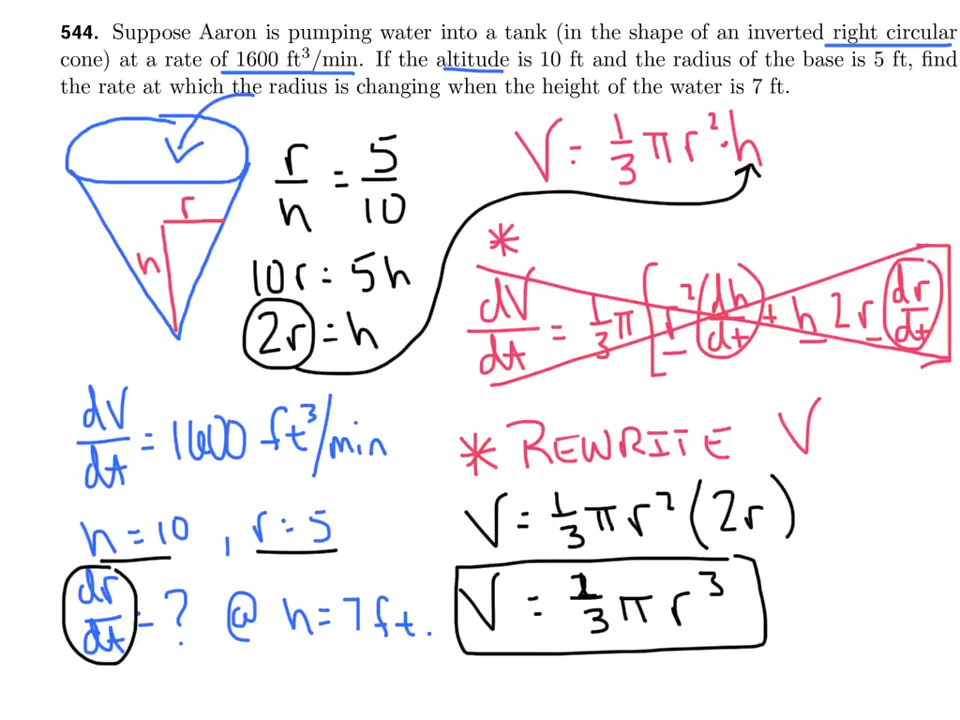 544. Suppose Aaron is pumping water into a tank (in the shape of an inverted right circular
cone) at a rate of 1600 ft³/min. If the altitude is 10 ft and the radius of the base is 5 ft, find
the rate at which the radius is changing when the height of the water is 7 ft.
r
h
r/h = 5/10
10r = 5h
2r = h
V = 1/3 π r² · h
*
dV/dt = 1/3 π [r² (dh/dt) + h 2r (dr/dt)]
dV/dt = 1600 ft³/min
h = 10, r = 5
dr/dt = ? @ h = 7 ft.
* REWRITE V
V = 1/3 π r² (2r)
V = 2/3 π r³